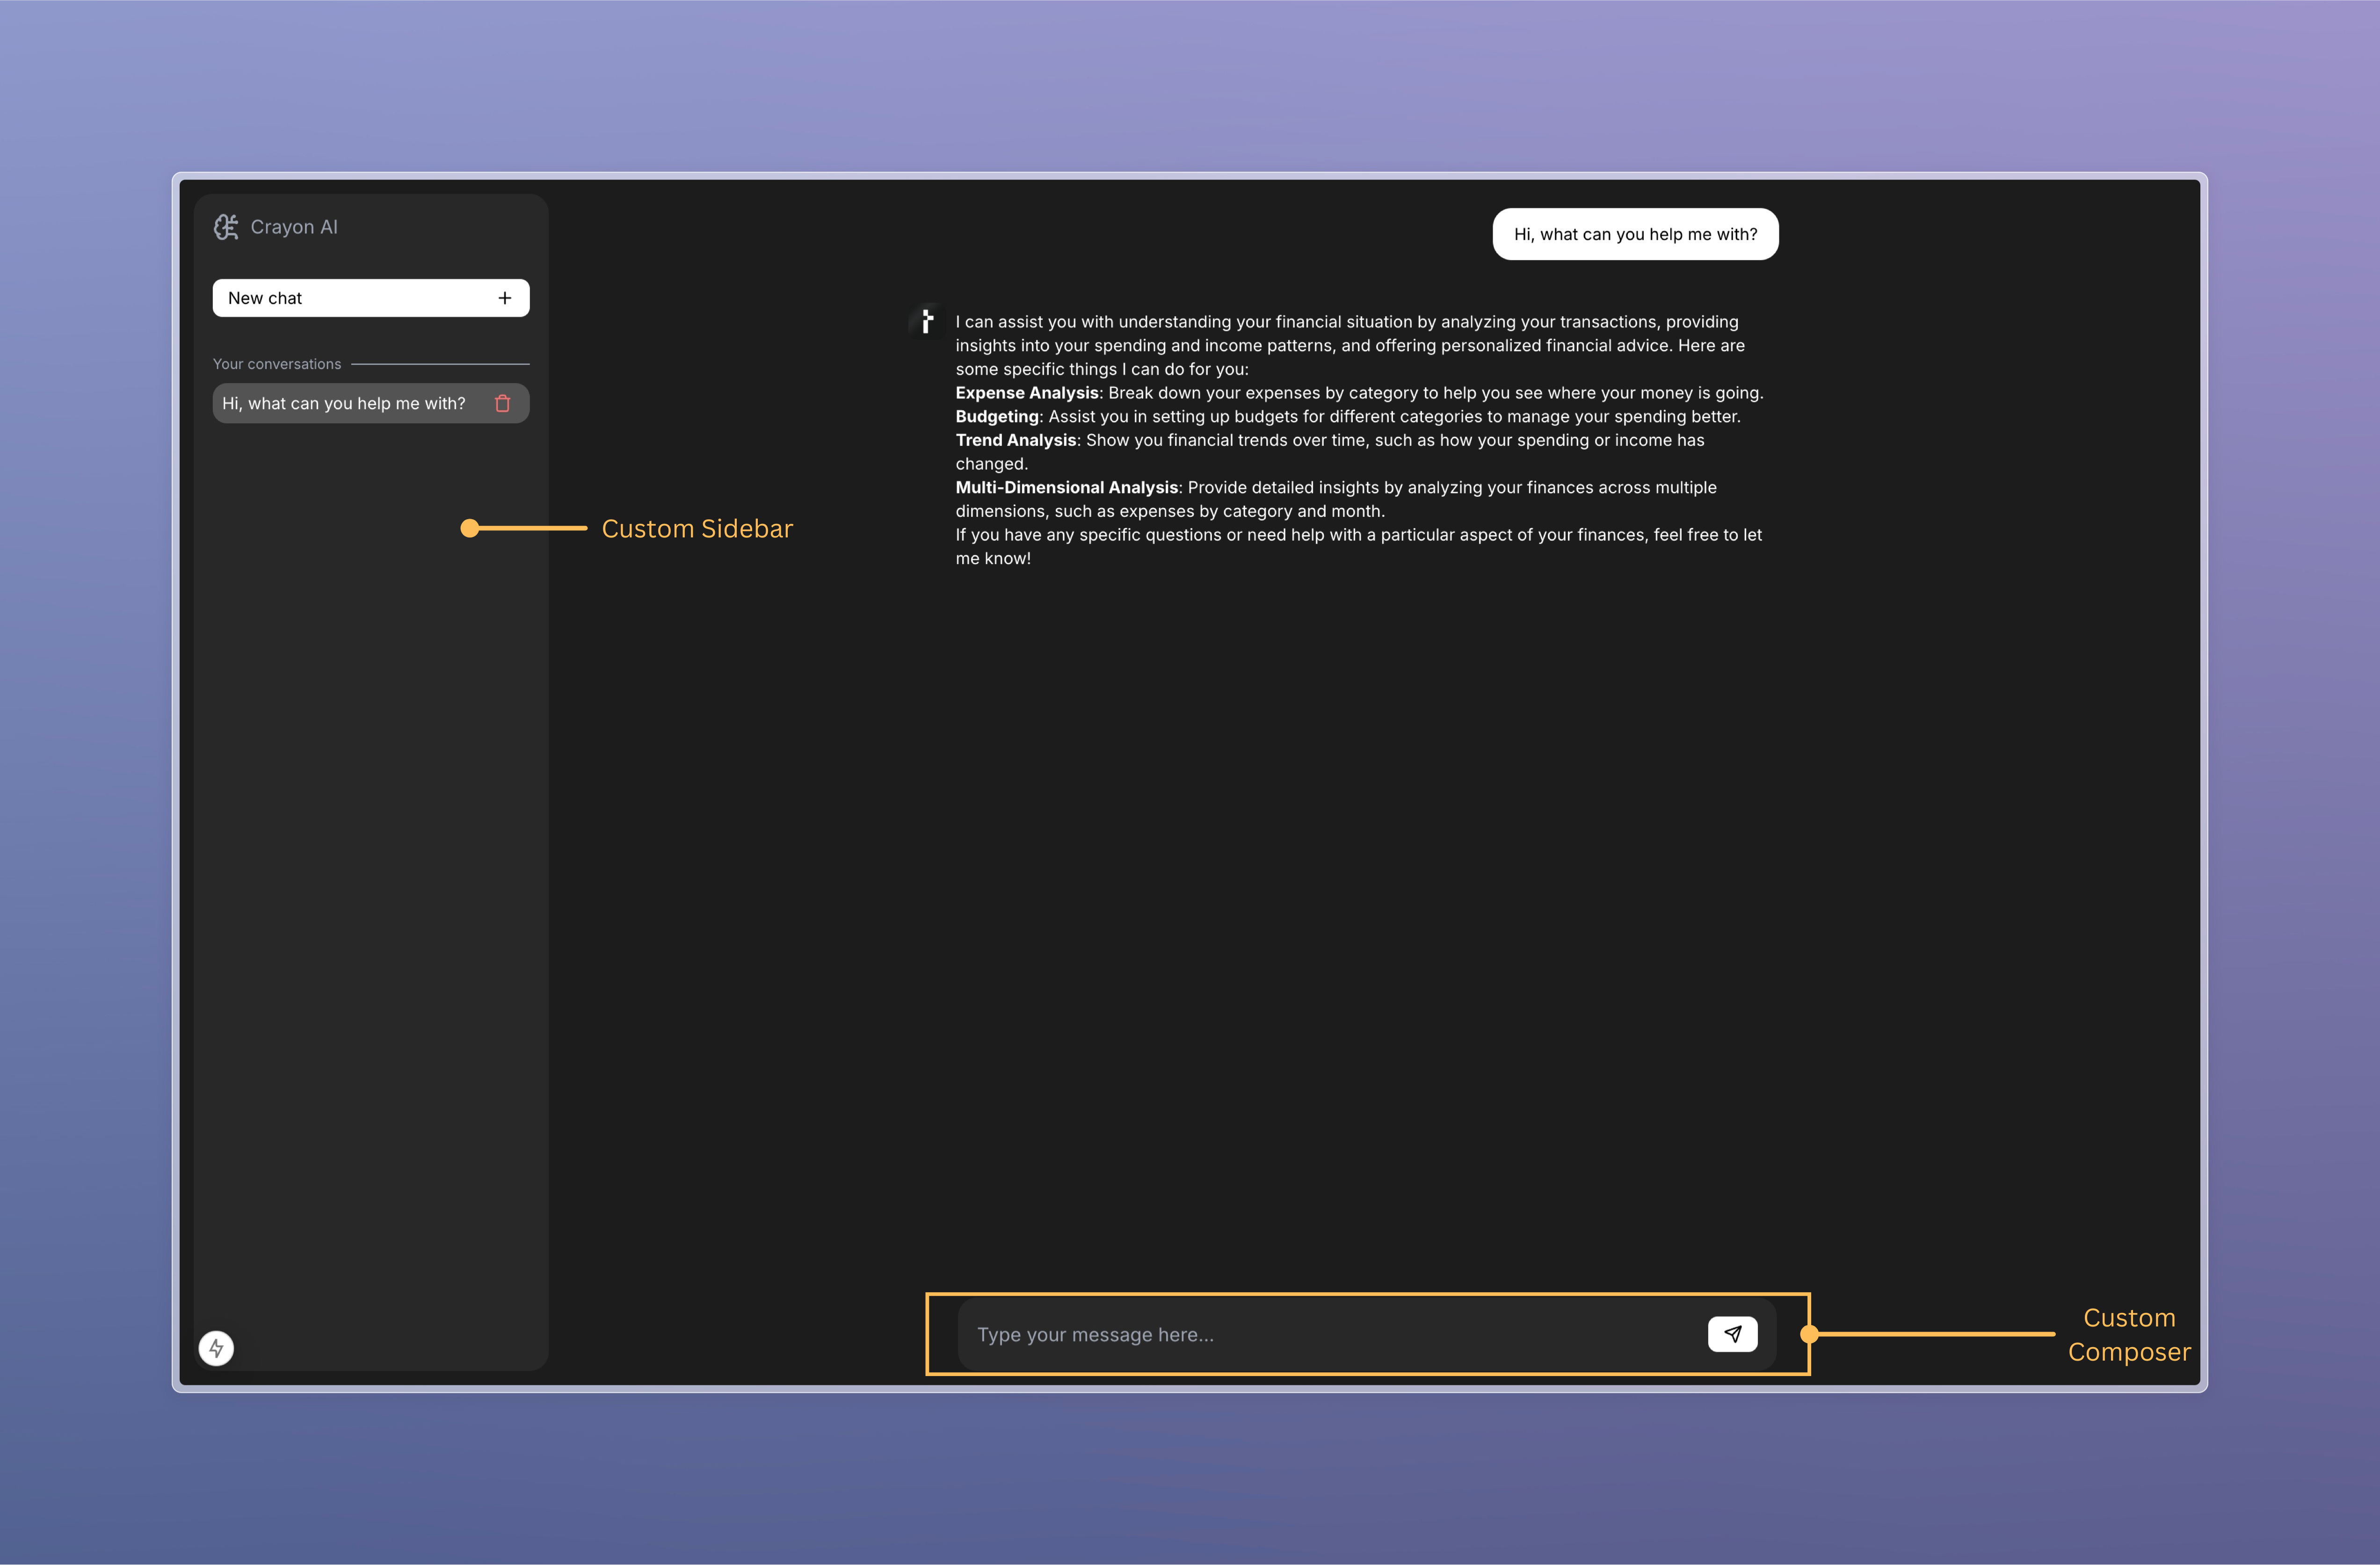 Crayon AI
New chat
Your conversations
Hi, what can you help me with?
Custom Sidebar
Hi, what can you help me with?
I can assist you with understanding your financial situation by analyzing your transactions, providing
insights into your spending and income patterns, and offering personalized financial advice. Here are
some specific things I can do for you:
Expense Analysis: Break down your expenses by category to help you see where your money is going.
Budgeting: Assist you in setting up budgets for different categories to manage your spending better.
Trend Analysis: Show you financial trends over time, such as how your spending or income has
changed.
Multi-Dimensional Analysis: Provide detailed insights by analyzing your finances across multiple
dimensions, such as expenses by category and month.
If you have any specific questions or need help with a particular aspect of your finances, feel free to let
me know!
Type your message here...
Custom
Composer